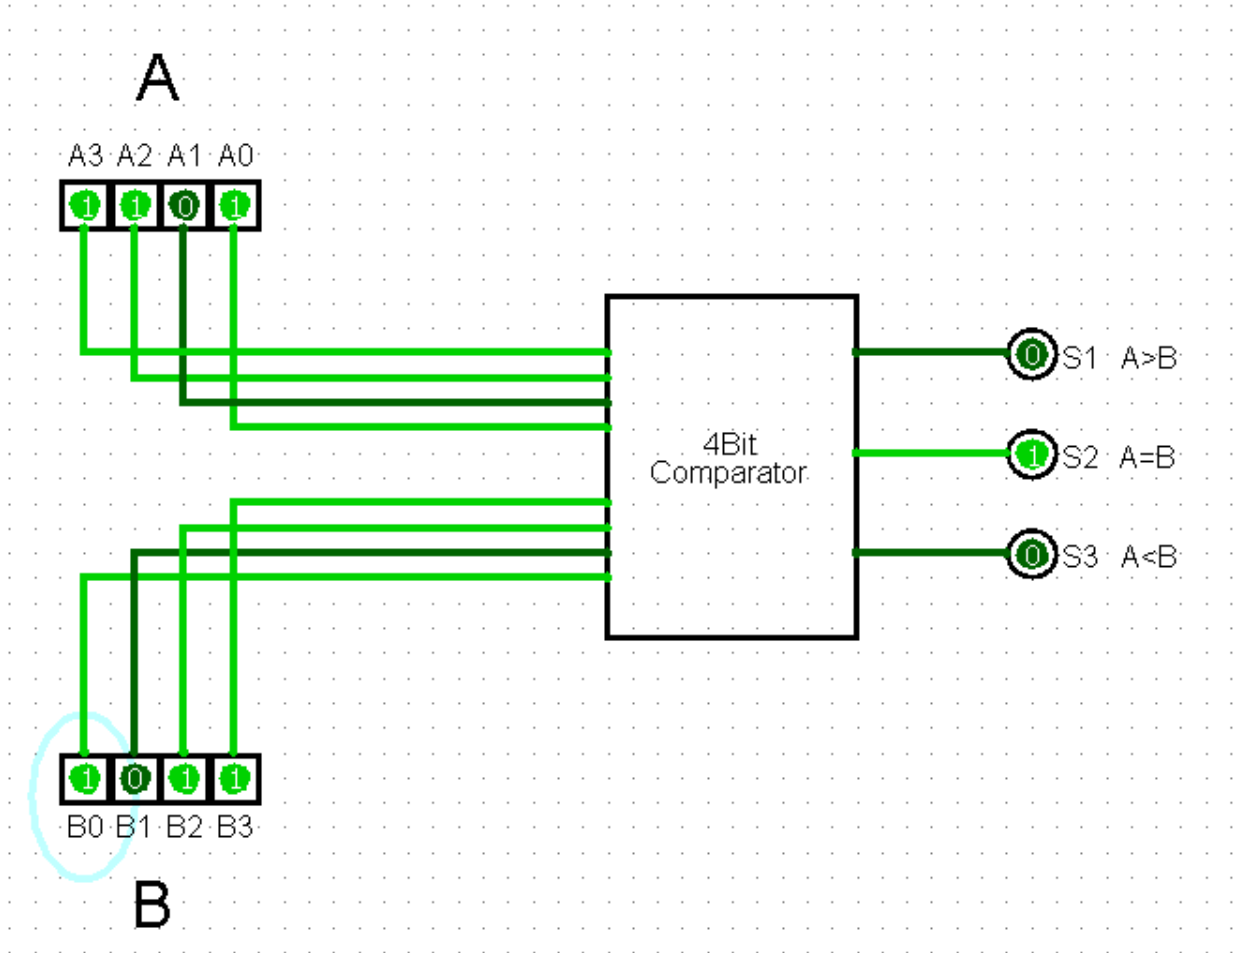 A
A3 A2 A1 A0
1 1 0 1
0 S1 A>B
4Bit
Comparator
1 S2 A=B
0 S3 A<B
1 0 1 1
B0 B1 B2 B3
B